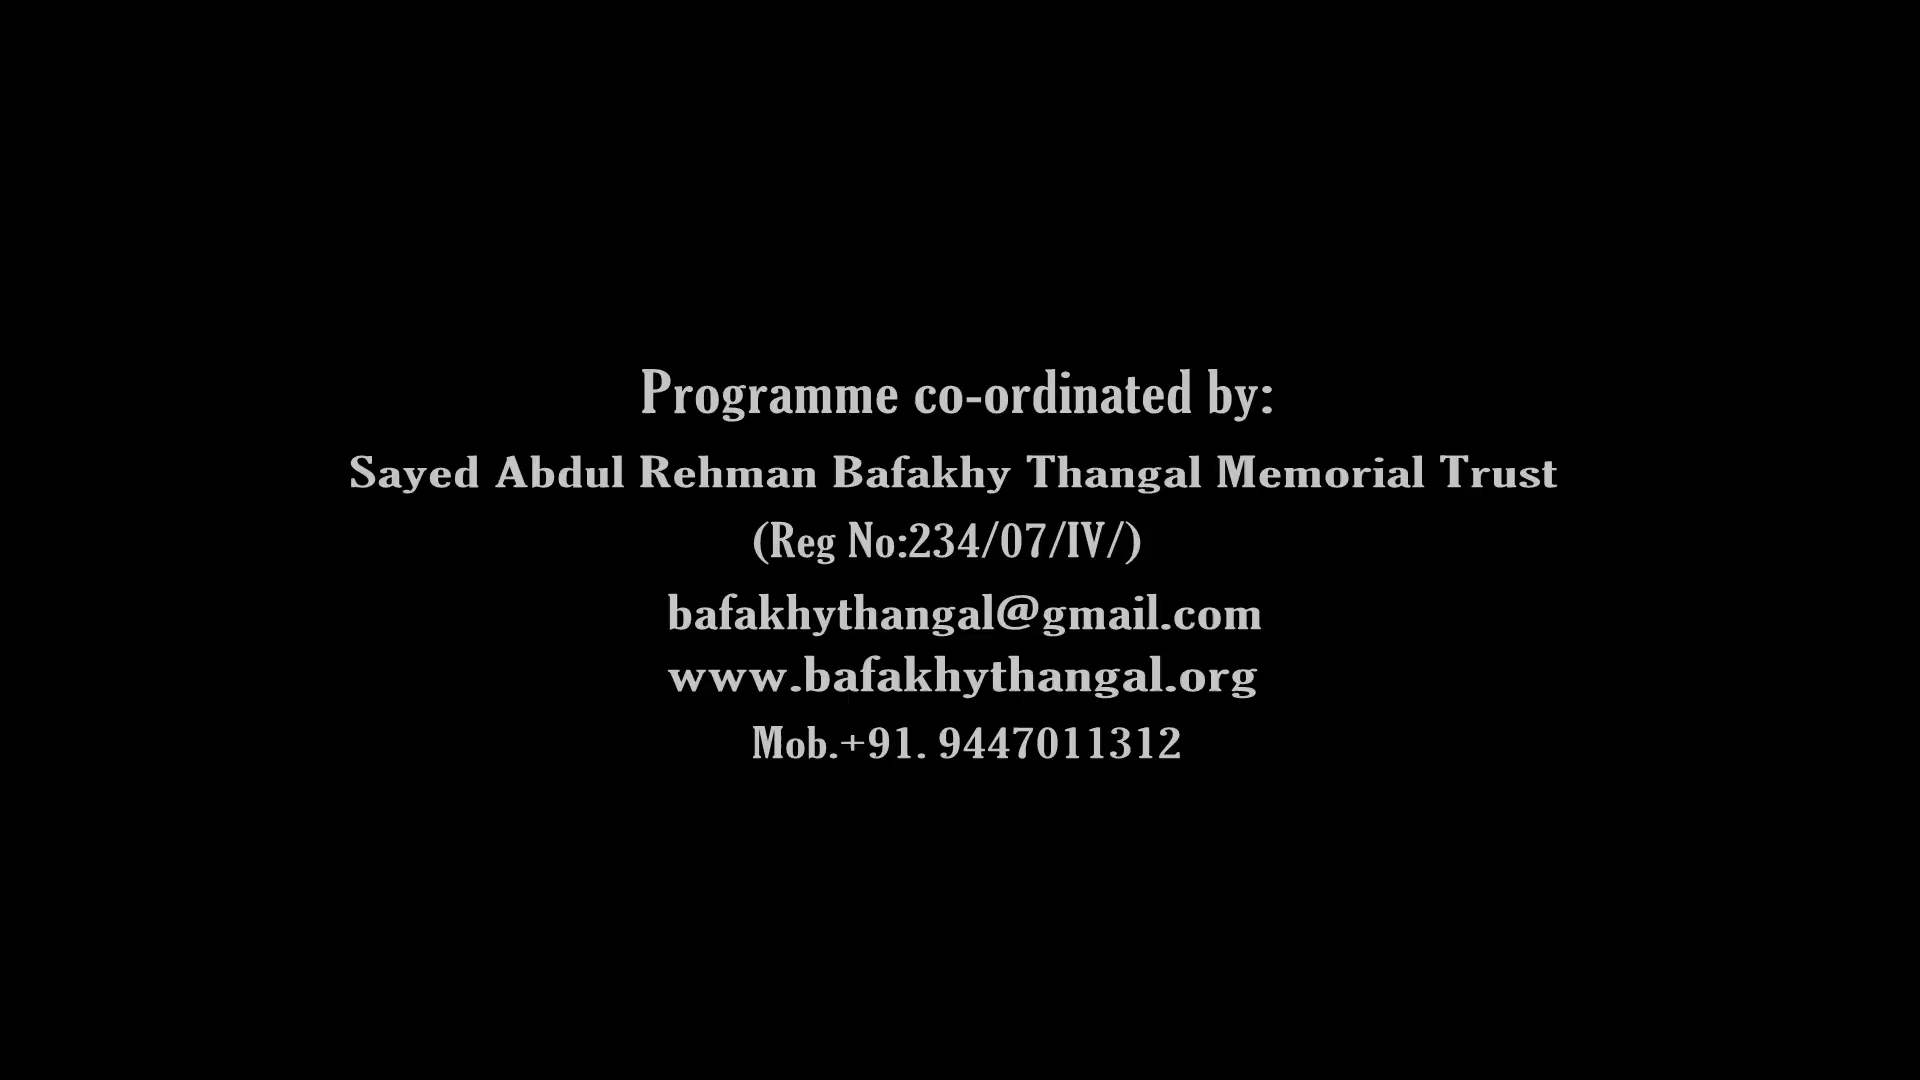 Programme co-ordinated by:
Sayed Abdul Rehman Bafakhy Thangal Memorial Trust
(Reg No:234/07/IV/)
bafakhythangal@gmail.com
www.bafakhythangal.org
Mob.+91. 9447011312